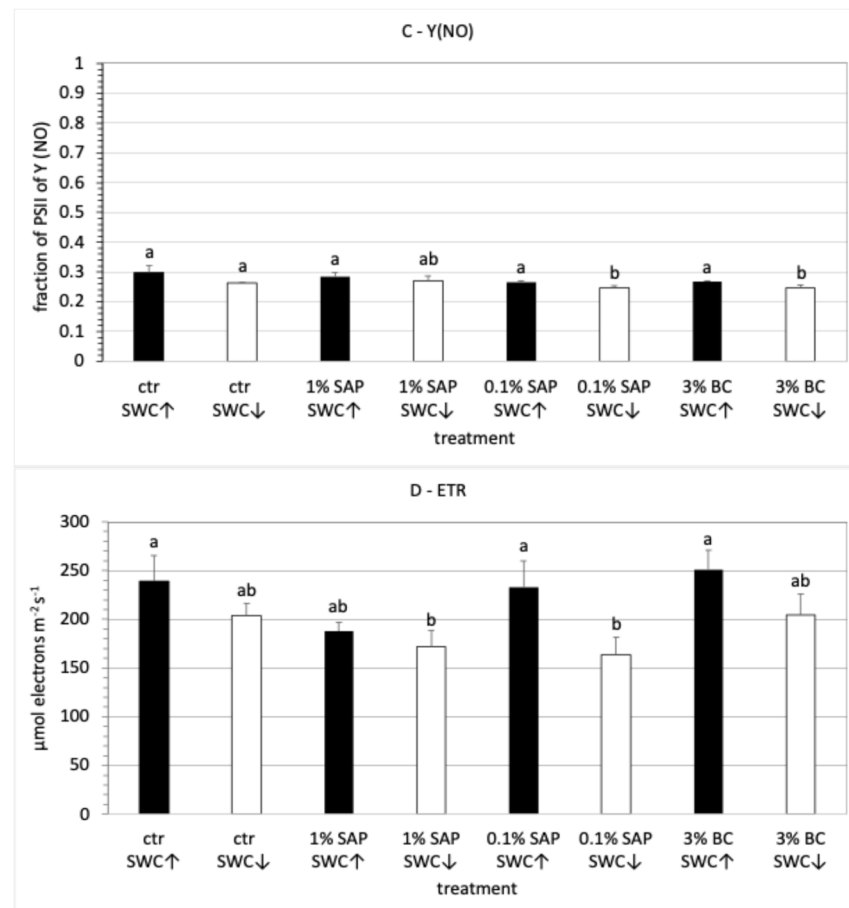 C - Y(NO)
fraction of PSII of Y (NO)
1
0.9
0.8
0.7
0.6
0.5
0.4
0.3
0.2
0.1
0
a a a ab a b a b
ctr ctr 1% SAP 1% SAP 0.1% SAP 0.1% SAP 3% BC 3% BC
SWC↑ SWC↓ SWC↑ SWC↓ SWC↑ SWC↓ SWC↑ SWC↓
treatment
D - ETR
µmol electrons m⁻² s⁻¹
300
250
200
150
100
50
0
a ab ab b a b a ab
ctr ctr 1% SAP 1% SAP 0.1% SAP 0.1% SAP 3% BC 3% BC
SWC↑ SWC↓ SWC↑ SWC↓ SWC↑ SWC↓ SWC↑ SWC↓
treatment